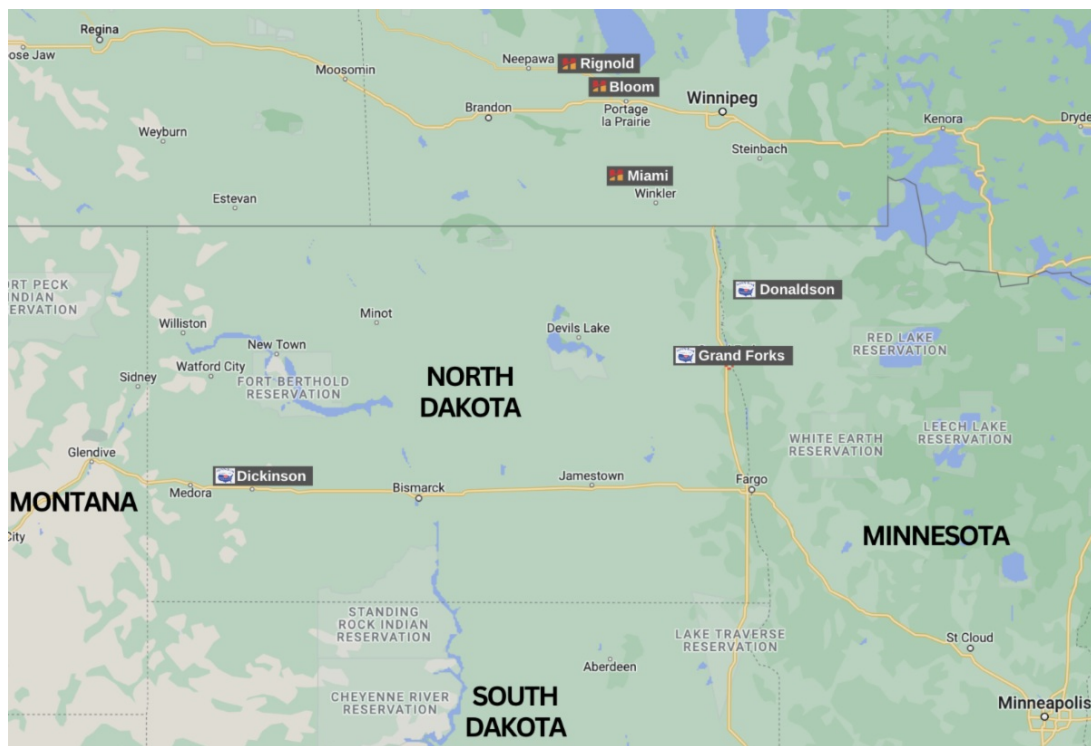 Regina
ose Jaw
Moosomin
Neepawa
Rignold
Bloom
Brandon
Portage
la Prairie
Winnipeg
Kenora
Dryde
Weyburn
Steinbach
Miami
Winkler
Estevan
ORT PECK
INDIAN
SERVATION
Donaldson
Williston
Minot
Devils Lake
New Town
Watford City
Grand Forks
RED LAKE
RESERVATION
Sidney
FORT BERTHOLD
RESERVATION
NORTH
DAKOTA
LEECH LAKE
RESERVATION
WHITE EARTH
RESERVATION
Glendive
Dickinson
Medora
Bismarck
Jamestown
Fargo
MONTANA
City
MINNESOTA
STANDING
ROCK INDIAN
RESERVATION
LAKE TRAVERSE
RESERVATION
St Cloud
Aberdeen
CHEYENNE RIVER
RESERVATION
SOUTH
DAKOTA
Minneapolis